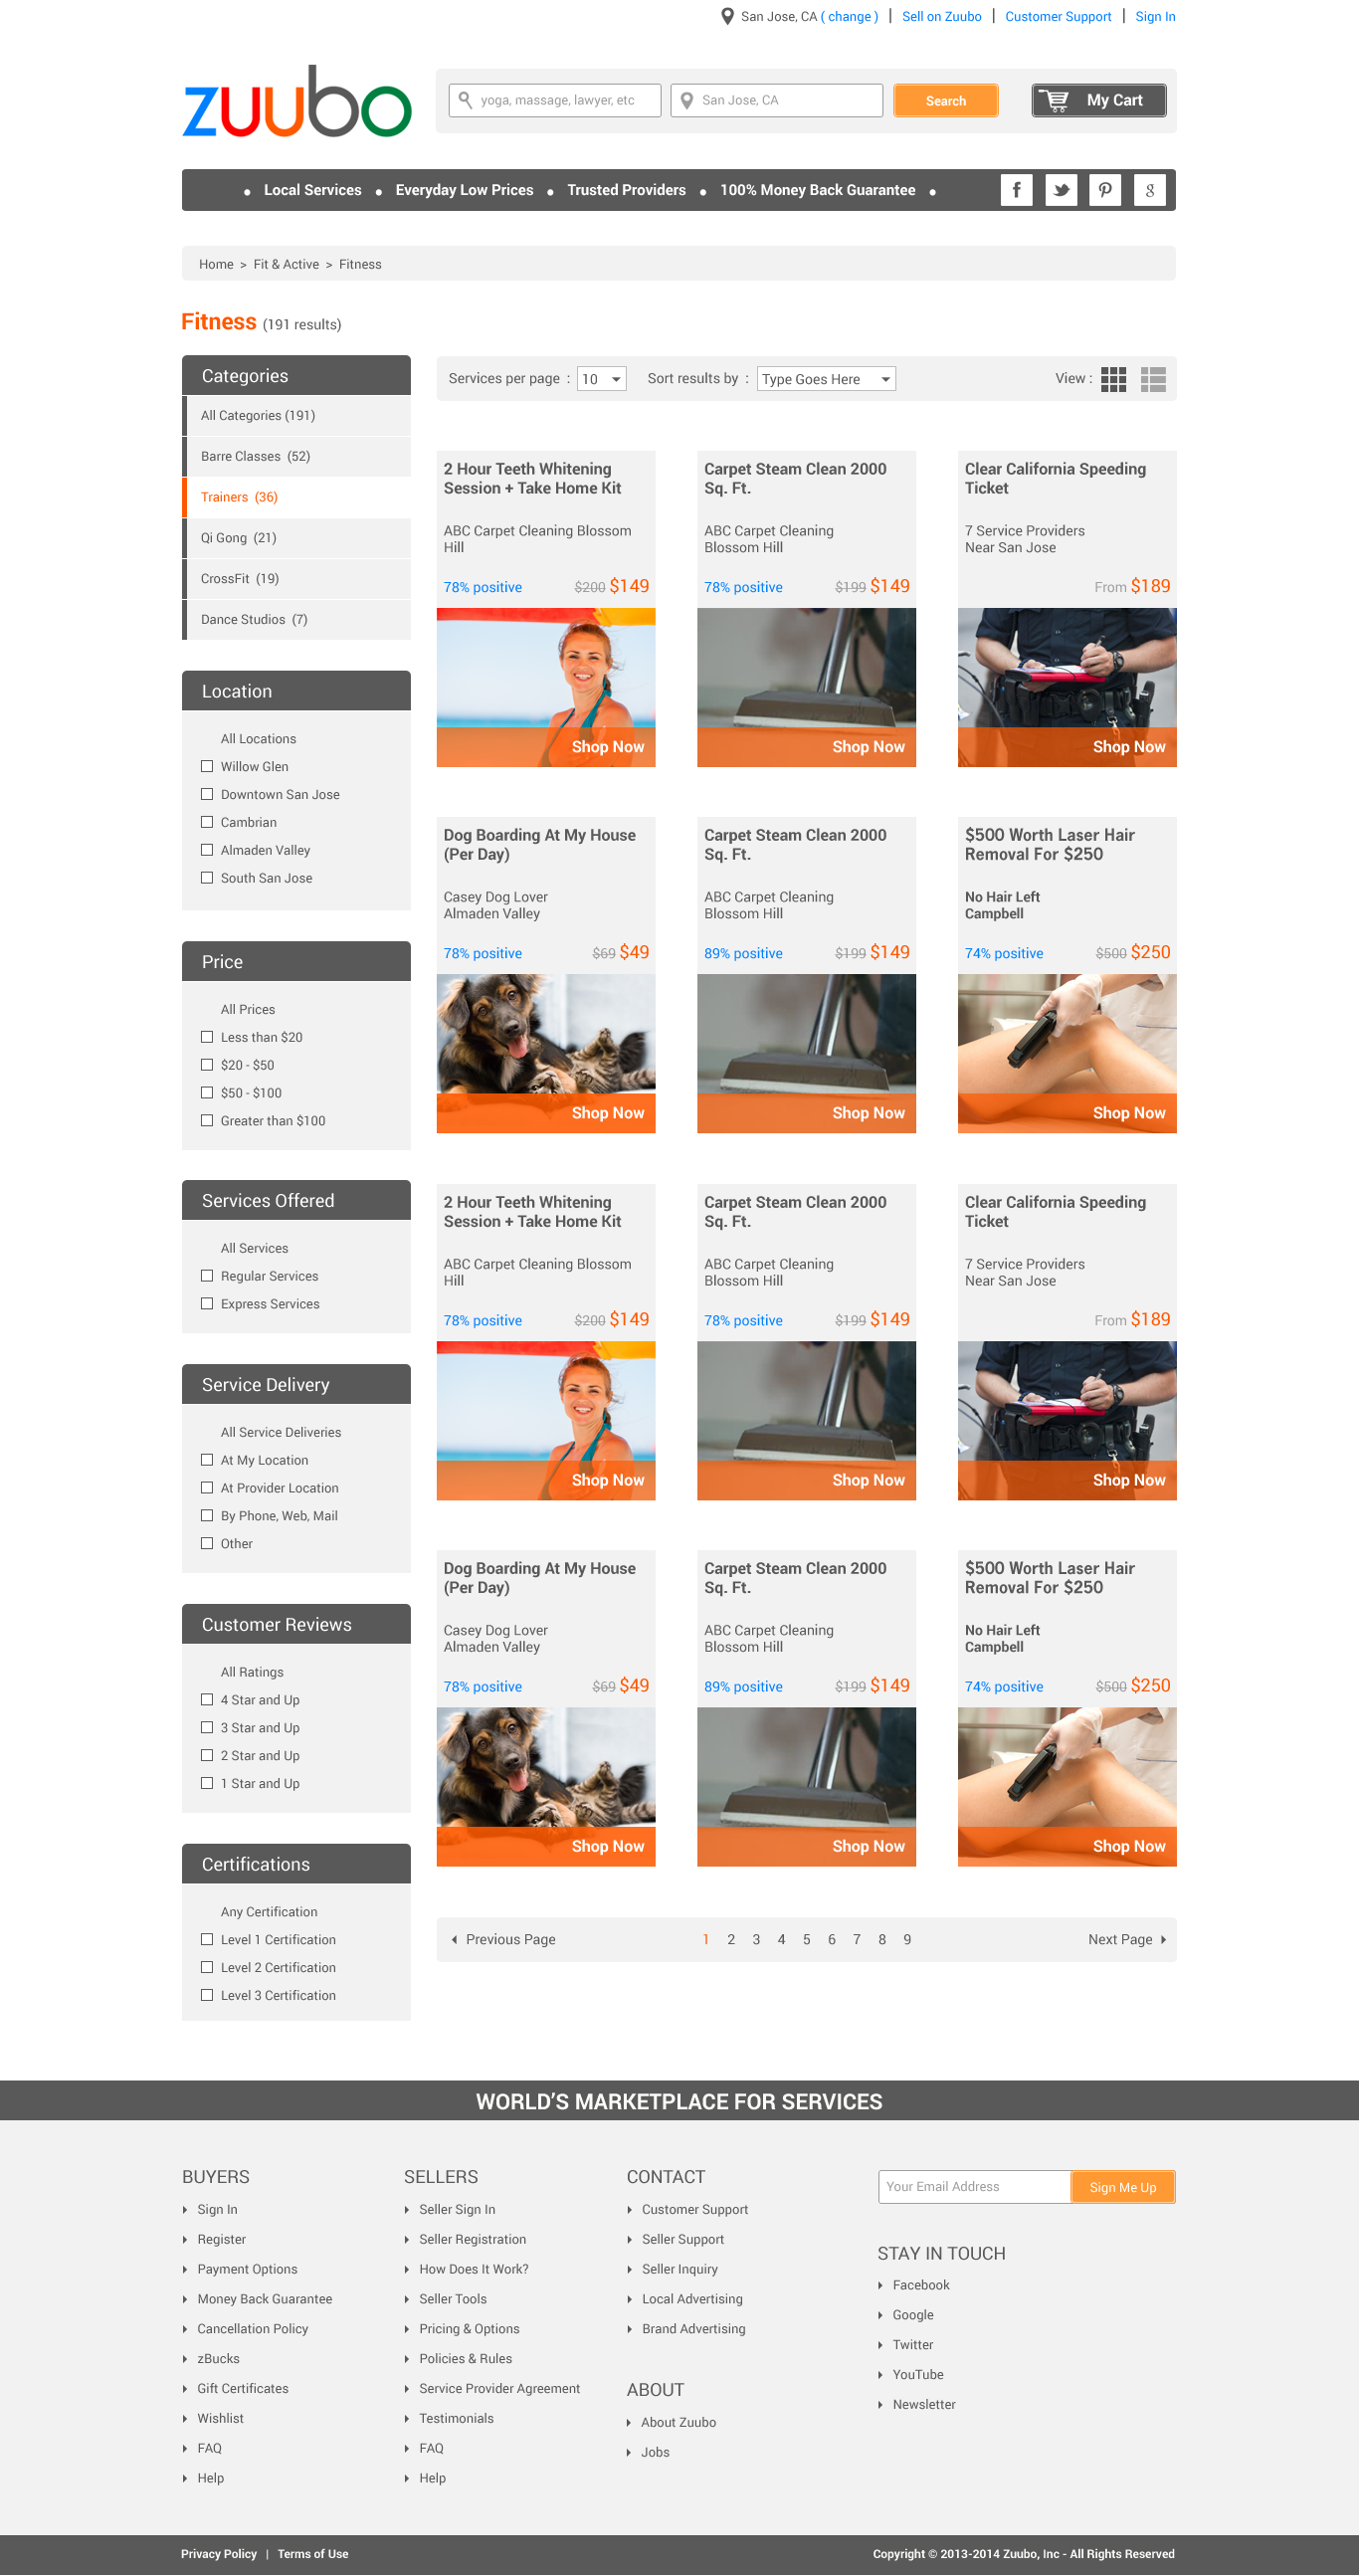 San Jose, CA ( change ) | Sell on Zuubo | Customer Support | Sign In
zuubo
yoga, massage, lawyer, etc
San Jose, CA
Search
My Cart
• Local Services • Everyday Low Prices • Trusted Providers • 100% Money Back Guarantee •
Home > Fit & Active > Fitness
Fitness (191 results)
Categories
All Categories (191)
Barre Classes (52)
Trainers (36)
Qi Gong (21)
CrossFit (19)
Dance Studios (7)
Location
All Locations
Willow Glen
Downtown San Jose
Cambrian
Almaden Valley
South San Jose
Price
All Prices
Less than $20
$20 - $50
$50 - $100
Greater than $100
Services Offered
All Services
Regular Services
Express Services
Service Delivery
All Service Deliveries
At My Location
At Provider Location
By Phone, Web, Mail
Other
Customer Reviews
All Ratings
4 Star and Up
3 Star and Up
2 Star and Up
1 Star and Up
Certifications
Any Certification
Level 1 Certification
Level 2 Certification
Level 3 Certification
Services per page : 10
Sort results by : Type Goes Here
View :
2 Hour Teeth Whitening
Session + Take Home Kit
ABC Carpet Cleaning Blossom
Hill
78% positive $200 $149
Shop Now
Carpet Steam Clean 2000
Sq. Ft.
ABC Carpet Cleaning
Blossom Hill
78% positive $199 $149
Shop Now
Clear California Speeding
Ticket
7 Service Providers
Near San Jose
From $189
Shop Now
Dog Boarding At My House
(Per Day)
Casey Dog Lover
Almaden Valley
78% positive $69 $49
Shop Now
Carpet Steam Clean 2000
Sq. Ft.
ABC Carpet Cleaning
Blossom Hill
89% positive $199 $149
Shop Now
$500 Worth Laser Hair
Removal For $250
No Hair Left
Campbell
74% positive $500 $250
Shop Now
2 Hour Teeth Whitening
Session + Take Home Kit
ABC Carpet Cleaning Blossom
Hill
78% positive $200 $149
Shop Now
Carpet Steam Clean 2000
Sq. Ft.
ABC Carpet Cleaning
Blossom Hill
78% positive $199 $149
Shop Now
Clear California Speeding
Ticket
7 Service Providers
Near San Jose
From $189
Shop Now
Dog Boarding At My House
(Per Day)
Casey Dog Lover
Almaden Valley
78% positive $69 $49
Shop Now
Carpet Steam Clean 2000
Sq. Ft.
ABC Carpet Cleaning
Blossom Hill
89% positive $199 $149
Shop Now
$500 Worth Laser Hair
Removal For $250
No Hair Left
Campbell
74% positive $500 $250
Shop Now
Previous Page 1 2 3 4 5 6 7 8 9 Next Page
WORLD'S MARKETPLACE FOR SERVICES
BUYERS
Sign In
Register
Payment Options
Money Back Guarantee
Cancellation Policy
zBucks
Gift Certificates
Wishlist
FAQ
Help
SELLERS
Seller Sign In
Seller Registration
How Does It Work?
Seller Tools
Pricing & Options
Policies & Rules
Service Provider Agreement
Testimonials
FAQ
Help
CONTACT
Customer Support
Seller Support
Seller Inquiry
Local Advertising
Brand Advertising
ABOUT
About Zuubo
Jobs
Your Email Address
Sign Me Up
STAY IN TOUCH
Facebook
Google
Twitter
YouTube
Newsletter
Privacy Policy | Terms of Use
Copyright © 2013-2014 Zuubo, Inc - All Rights Reserved